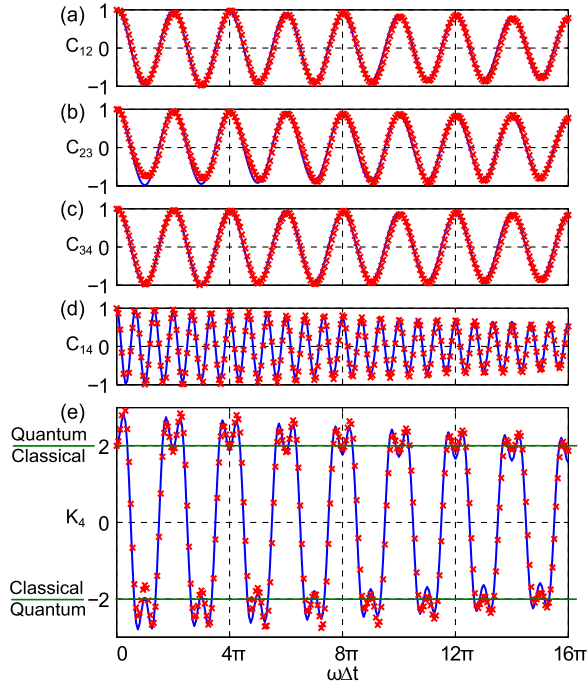 (a)
1
C12 0
−1
(b)
1
C23 0
−1
(c)
1
C34 0
−1
(d)
1
C14 0
−1
(e)
Quantum
Classical
2
K4 0
Classical
Quantum
−2
0 4π 8π 12π 16π
ωΔt